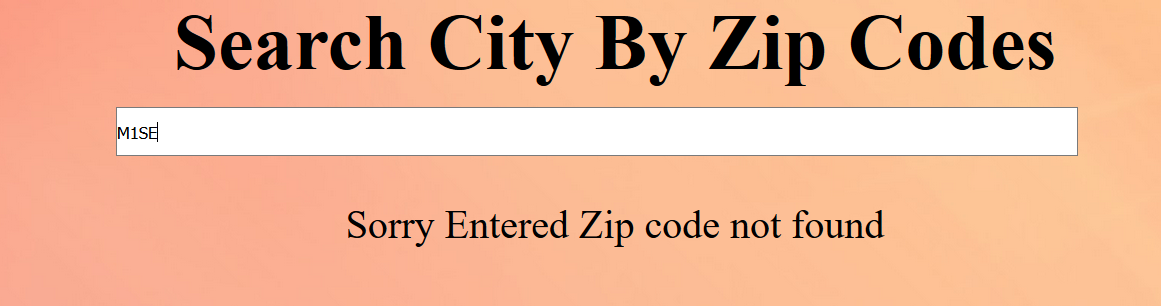 Search City By Zip Codes
M1SE
Sorry Entered Zip code not found